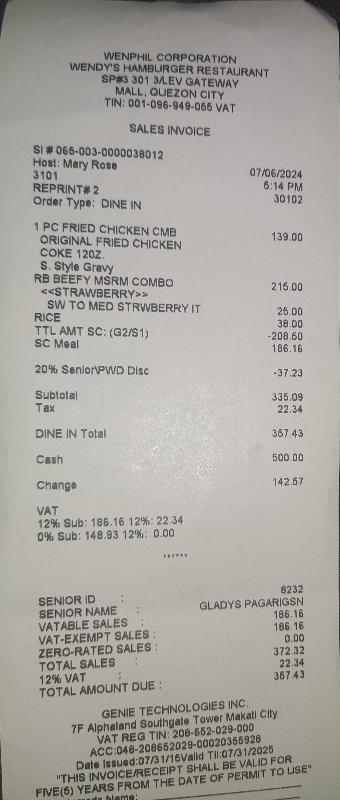 WENPHIL CORPORATION
WENDY'S HAMBURGER RESTAURANT
SP#3 301 3/LEV GATEWAY
MALL, QUEZON CITY
TIN: 001-096-949-066 VAT
SALES INVOICE
SI # 066-003-0000038012
Host: Mary Rose 07/06/2024
3101 5:14 PM
REPRINT# 2 30102
Order Type: DINE IN
1 PC FRIED CHICKEN CMB 139.00
ORIGINAL FRIED CHICKEN
COKE 12OZ.
S. Style Gravy
RB BEEFY MSRM COMBO 215.00
<<STRAWBERRY>>
SW TO MED STRWBERRY IT 25.00
RICE 38.00
TTL AMT SC: (G2/S1) -208.50
SC Meal 186.16
20% Senior\PWD Disc -37.23
Subtotal 335.09
Tax 22.34
DINE IN Total 357.43
Cash 500.00
Change 142.57
VAT
12% Sub: 186.16 12%: 22.34
0% Sub: 148.93 12%: 0.00
******
SENIOR ID : 8232
SENIOR NAME : GLADYS PAGARIGSN
VATABLE SALES : 186.16
VAT-EXEMPT SALES : 186.16
ZERO-RATED SALES : 0.00
TOTAL SALES : 372.32
12% VAT : 22.34
TOTAL AMOUNT DUE : 357.43
GENIE TECHNOLOGIES INC.
7F Alphaland Southgate Tower Makati City
VAT REG TIN: 208-652-029-000
ACC:048-208652029-00020355928
Date Issued:07/31/15Valid Til:07/31/2025
"THIS INVOICE/RECEIPT SHALL BE VALID FOR
FIVE(5) YEARS FROM THE DATE OF PERMIT TO USE"
Name: